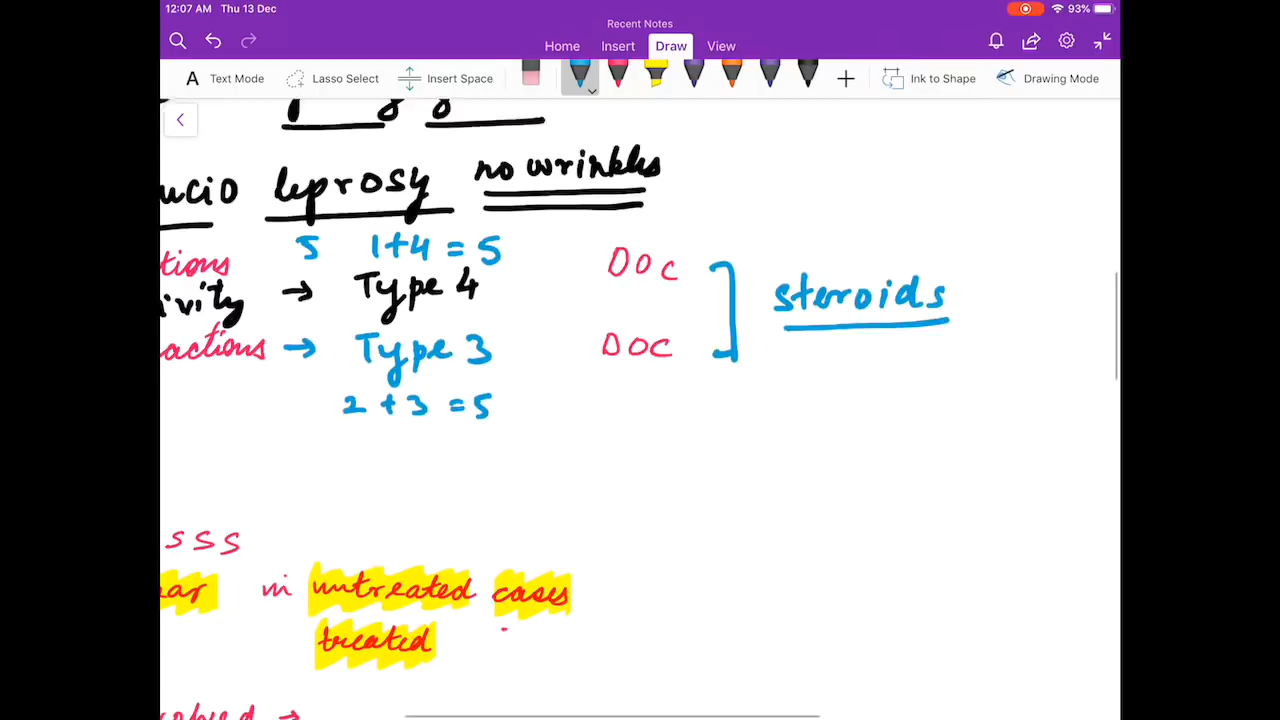 12:07 AM Thu 13 Dec
93%
Recent Notes
Home Insert Draw View
A Text Mode Lasso Select Insert Space Ink to Shape Drawing Mode
ucio leprosy no wrinkles
tions 5 1+4=5 DOC
ivity → Type 4 steroids
actions → Type 3 DOC
2+3=5
sss
ar in untreated cases
treated